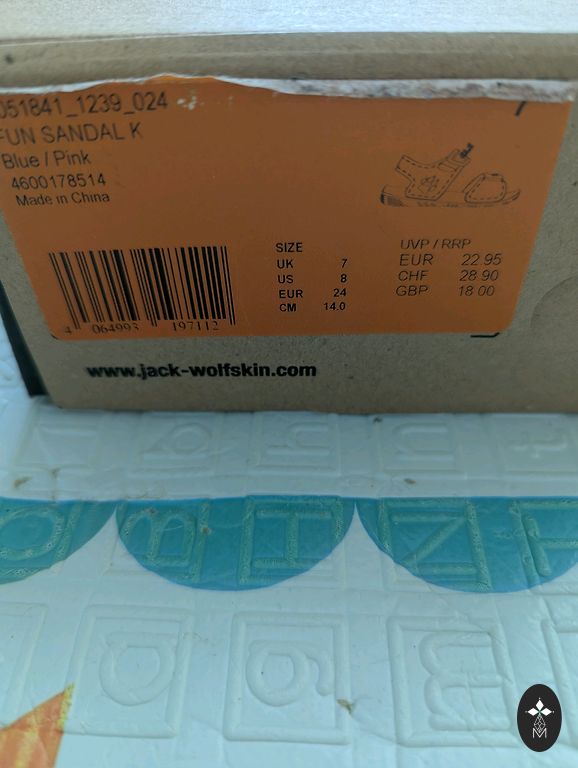 051841_1239_024
FUN SANDAL K
Blue / Pink
4600178514
Made in China
SIZE
UK 7
US 8
EUR 24
CM 14.0
UVP / RRP
EUR 22.95
CHF 28.90
GBP 18.00
4 064993 197112
www.jack-wolfskin.com
a
B
H
N
a
g
m
M